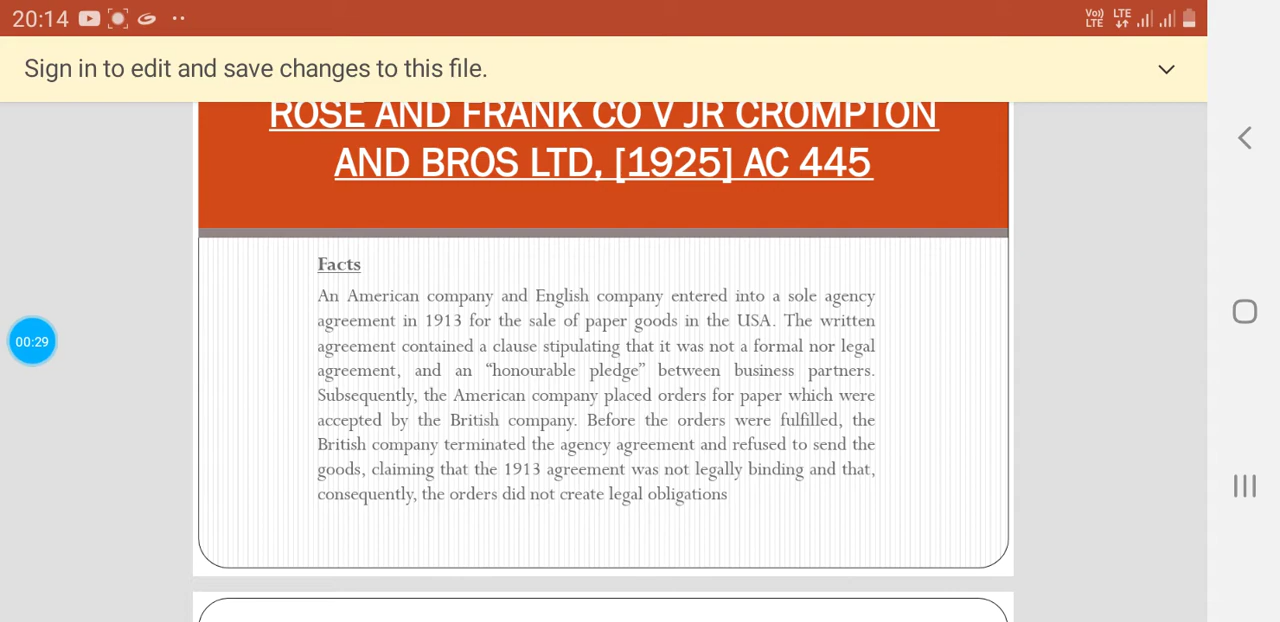 20:14
Vo)) LTE LTE
Sign in to edit and save changes to this file.
ROSE AND FRANK CO V JR CROMPTON
AND BROS LTD, [1925] AC 445
Facts
An American company and English company entered into a sole agency
agreement in 1913 for the sale of paper goods in the USA. The written
agreement contained a clause stipulating that it was not a formal nor legal
agreement, and an “honourable pledge” between business partners.
Subsequently, the American company placed orders for paper which were
accepted by the British company. Before the orders were fulfilled, the
British company terminated the agency agreement and refused to send the
goods, claiming that the 1913 agreement was not legally binding and that,
consequently, the orders did not create legal obligations
00:29